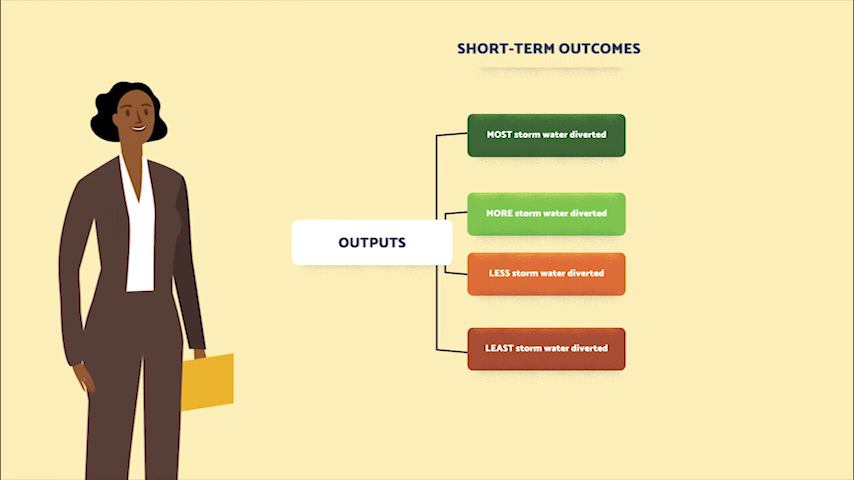 SHORT-TERM OUTCOMES
MOST storm water diverted
MORE storm water diverted
OUTPUTS
LESS storm water diverted
LEAST storm water diverted